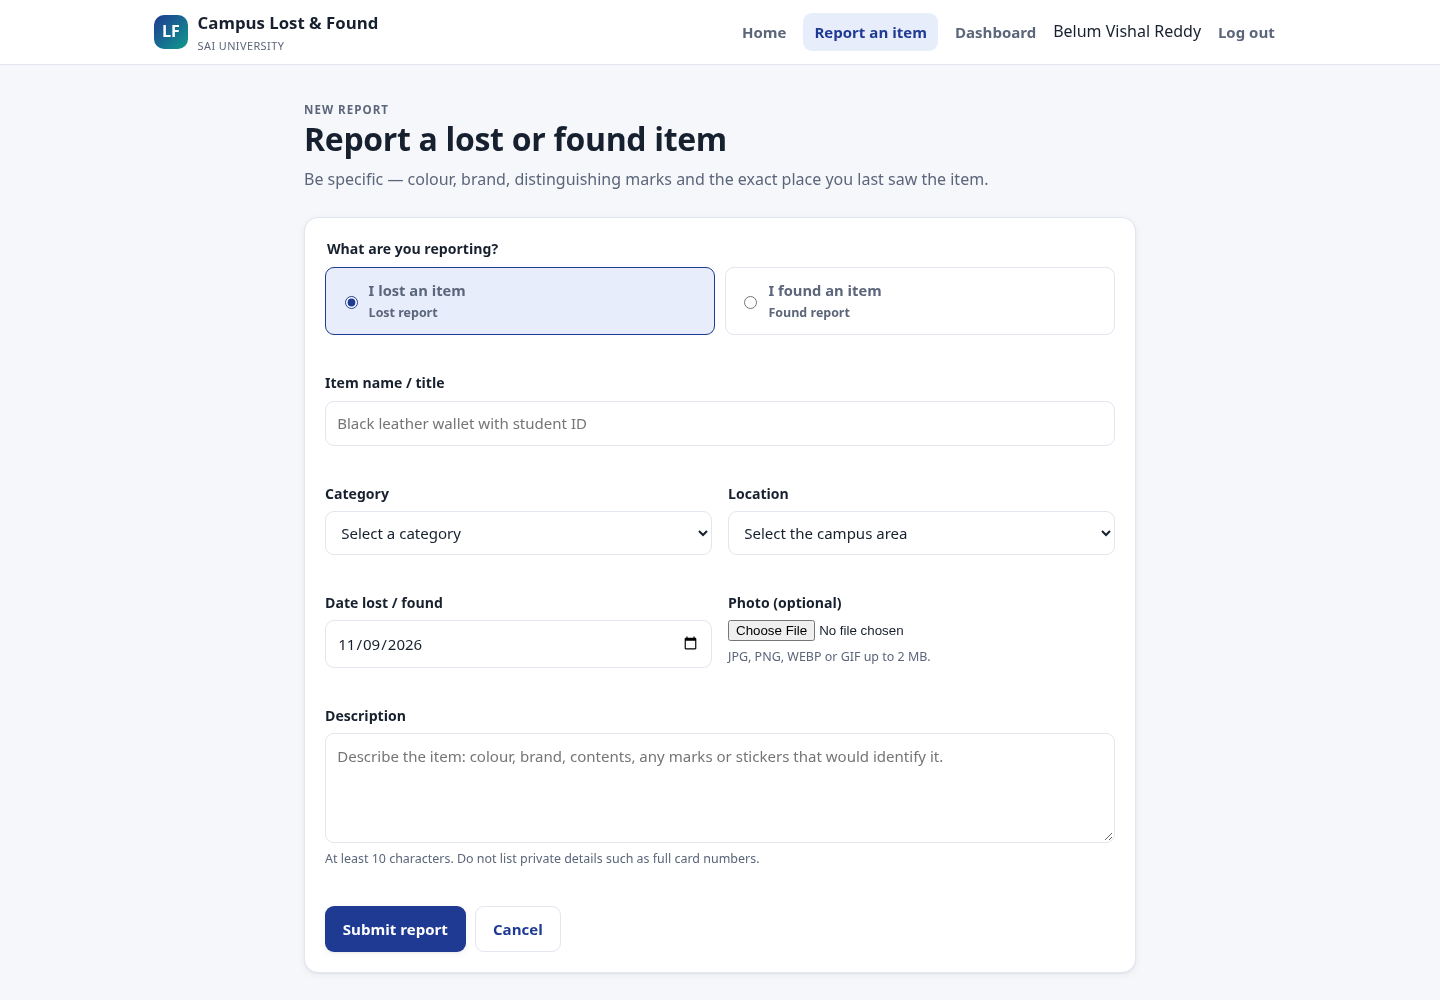 LF
Campus Lost & Found
SAI UNIVERSITY
Home
Report an item
Dashboard
Belum Vishal Reddy
Log out
NEW REPORT
Report a lost or found item
Be specific — colour, brand, distinguishing marks and the exact place you last saw the item.
What are you reporting?
I lost an item
Lost report
I found an item
Found report
Item name / title
Black leather wallet with student ID
Category
Location
Select a category
Select the campus area
Date lost / found
Photo (optional)
11/09/2026
Choose File No file chosen
JPG, PNG, WEBP or GIF up to 2 MB.
Description
Describe the item: colour, brand, contents, any marks or stickers that would identify it.
At least 10 characters. Do not list private details such as full card numbers.
Submit report
Cancel